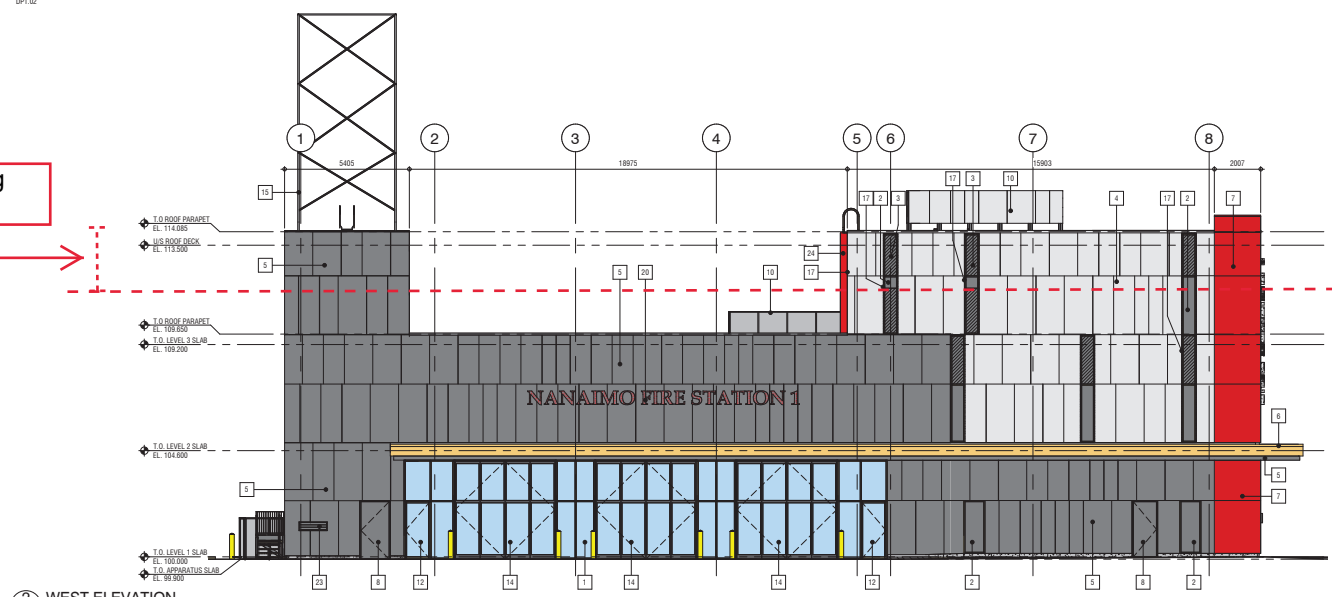 DP1.02
g
1
2
3
4
5
6
7
8
5405
18975
15903
2007
15
17
3
10
4
17
2
7
17
2
3
T.O ROOF PARAPET
EL. 114.085
U/S ROOF DECK
EL. 113.500
5
24
17
5
20
10
T.O ROOF PARAPET
EL. 109.650
T.O. LEVEL 3 SLAB
EL. 109.200
NANAIMO FIRE STATION 1
6
T.O. LEVEL 2 SLAB
EL. 104.600
5
5
7
T.O. LEVEL 1 SLAB
EL. 100.000
T.O. APPARATUS SLAB
EL. 99.900
23
8
12
14
1
14
14
12
2
5
8
2
2 WEST ELEVATION